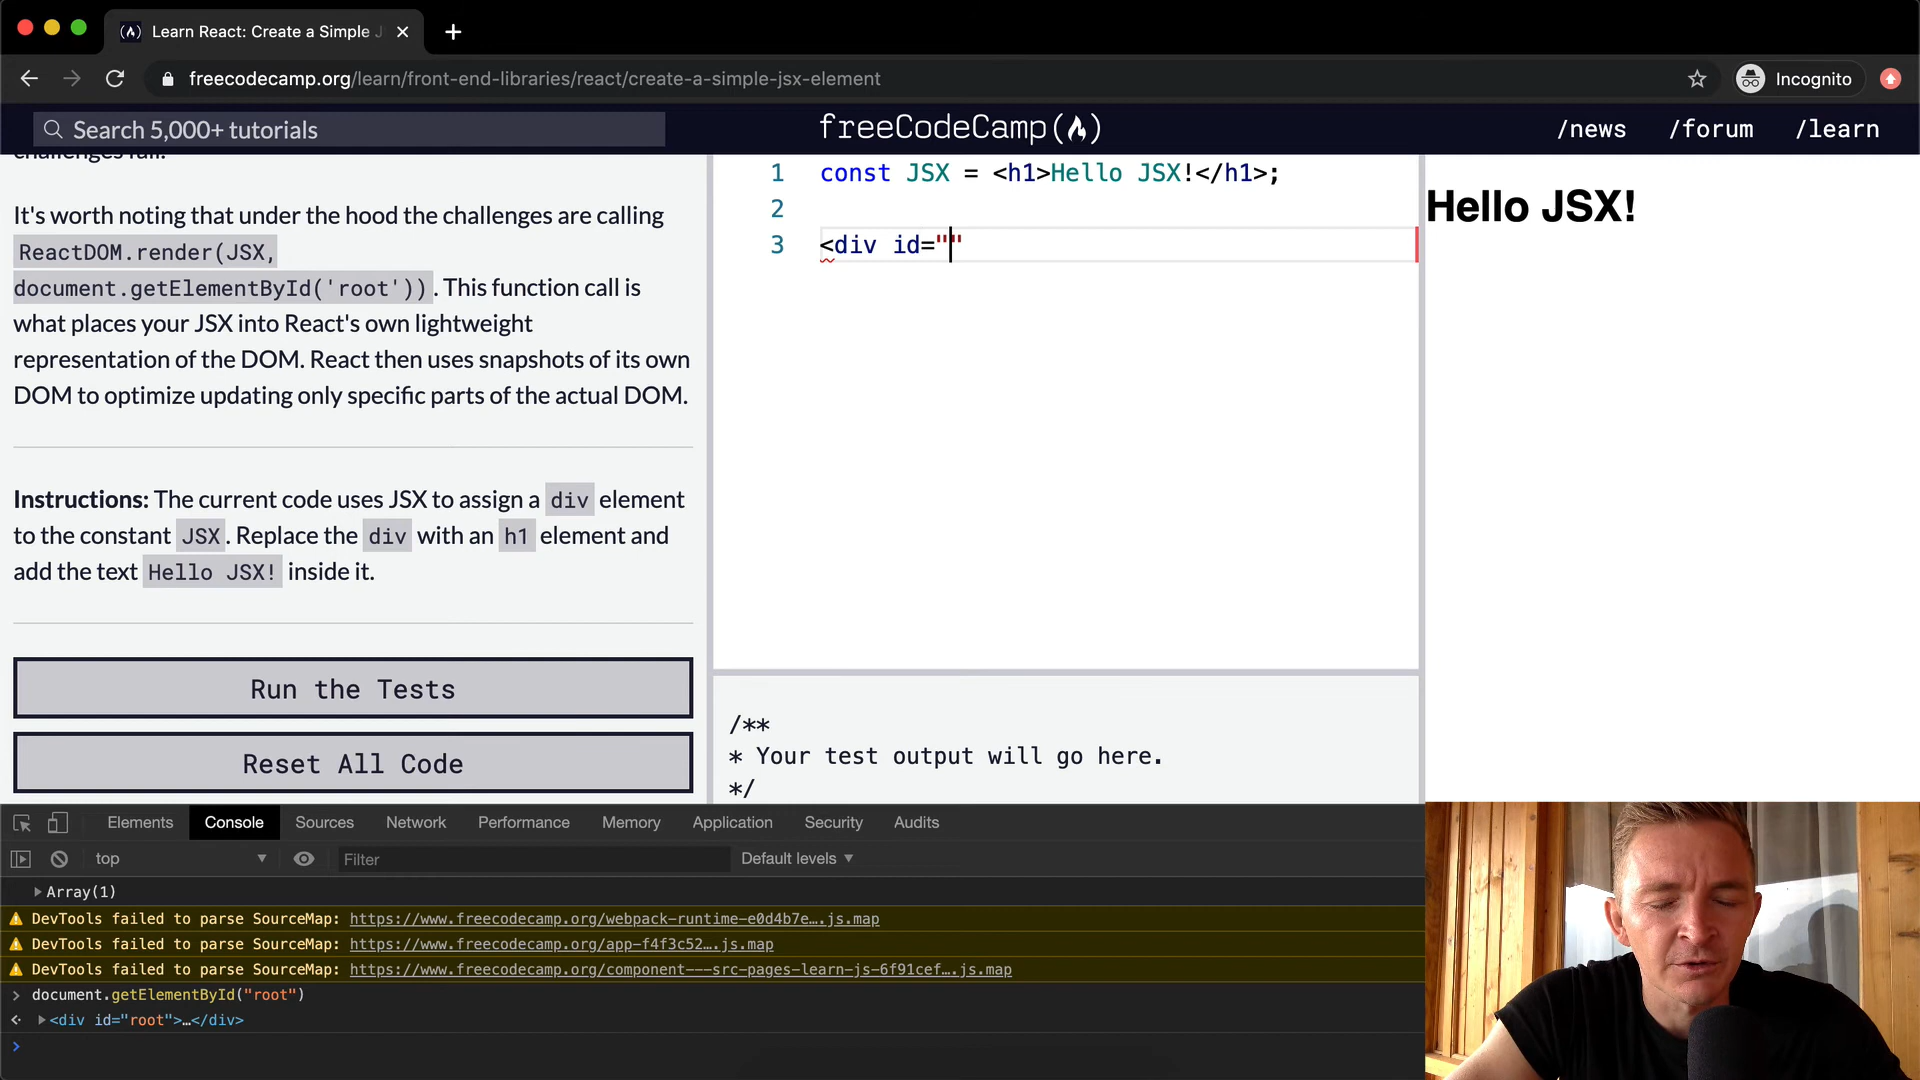 Learn React: Create a Simple J
freecodecamp.org/learn/front-end-libraries/react/create-a-simple-jsx-element
Incognito
Search 5,000+ tutorials
freeCodeCamp
/news
/forum
/learn
challenges fail.
It's worth noting that under the hood the challenges are calling
ReactDOM.render(JSX,
document.getElementById('root')). This function call is
what places your JSX into React's own lightweight
representation of the DOM. React then uses snapshots of its own
DOM to optimize updating only specific parts of the actual DOM.
Instructions: The current code uses JSX to assign a div element
to the constant JSX. Replace the div with an h1 element and
add the text Hello JSX! inside it.
Run the Tests
Reset All Code
1 const JSX = <h1>Hello JSX!</h1>;
2
3 <div id=""
/**
* Your test output will go here.
*/
Hello JSX!
Elements
Console
Sources
Network
Performance
Memory
Application
Security
Audits
top
Filter
Default levels
Array(1)
DevTools failed to parse SourceMap: https://www.freecodecamp.org/webpack-runtime-e0d4b7e….js.map
DevTools failed to parse SourceMap: https://www.freecodecamp.org/app-f4f3c52….js.map
DevTools failed to parse SourceMap: https://www.freecodecamp.org/component---src-pages-learn-js-6f91cef….js.map
document.getElementById("root")
<div id="root">…</div>